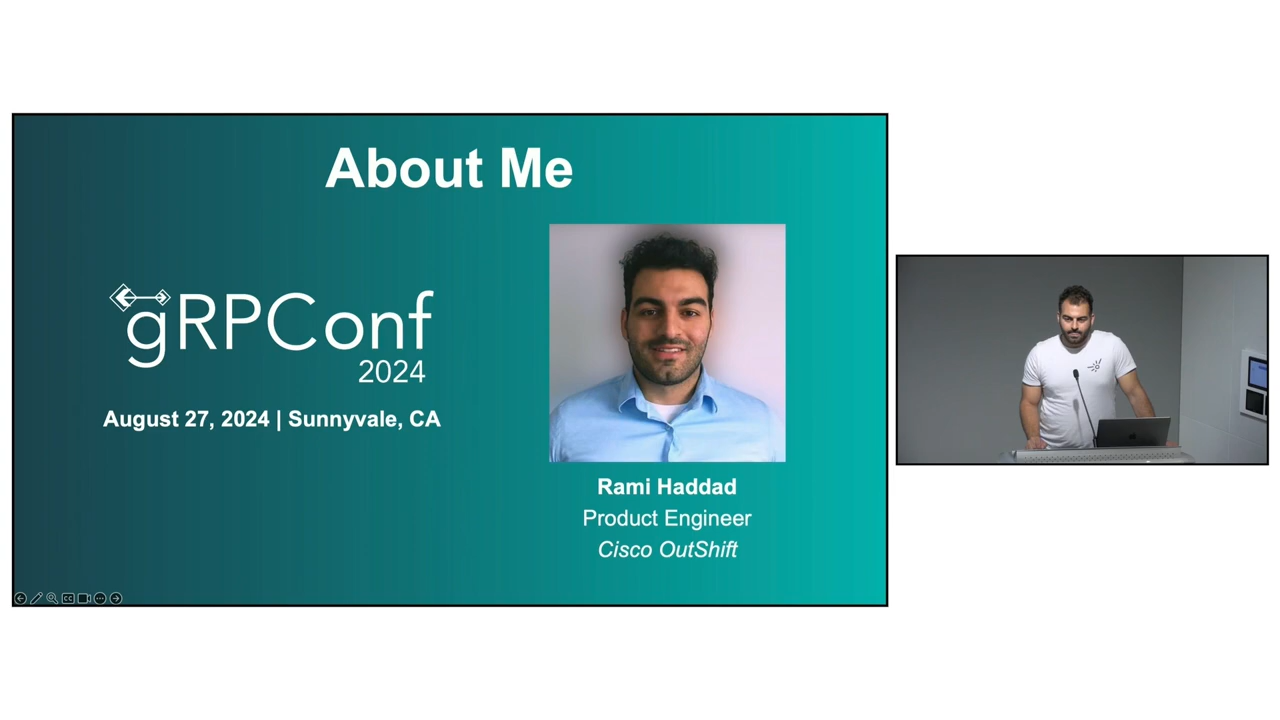 About Me
gRPConf
2024
August 27, 2024 | Sunnyvale, CA
Rami Haddad
Product Engineer
Cisco OutShift